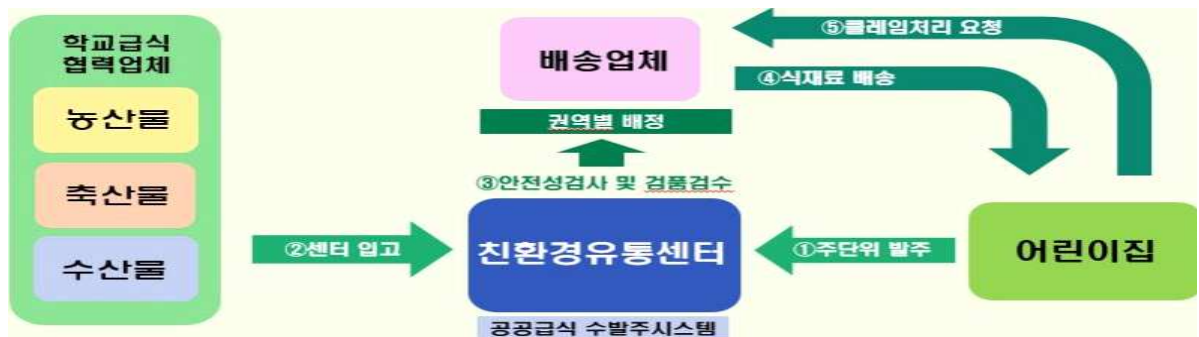 학교급식
협력업체
농산물
축산물
수산물
배송업체
권역별 배정
⑤클레임처리 요청
④식재료 배송
③안전성검사 및 검품검수
②센터 입고
친환경유통센터
①주단위 발주
어린이집
공공급식 수발주시스템